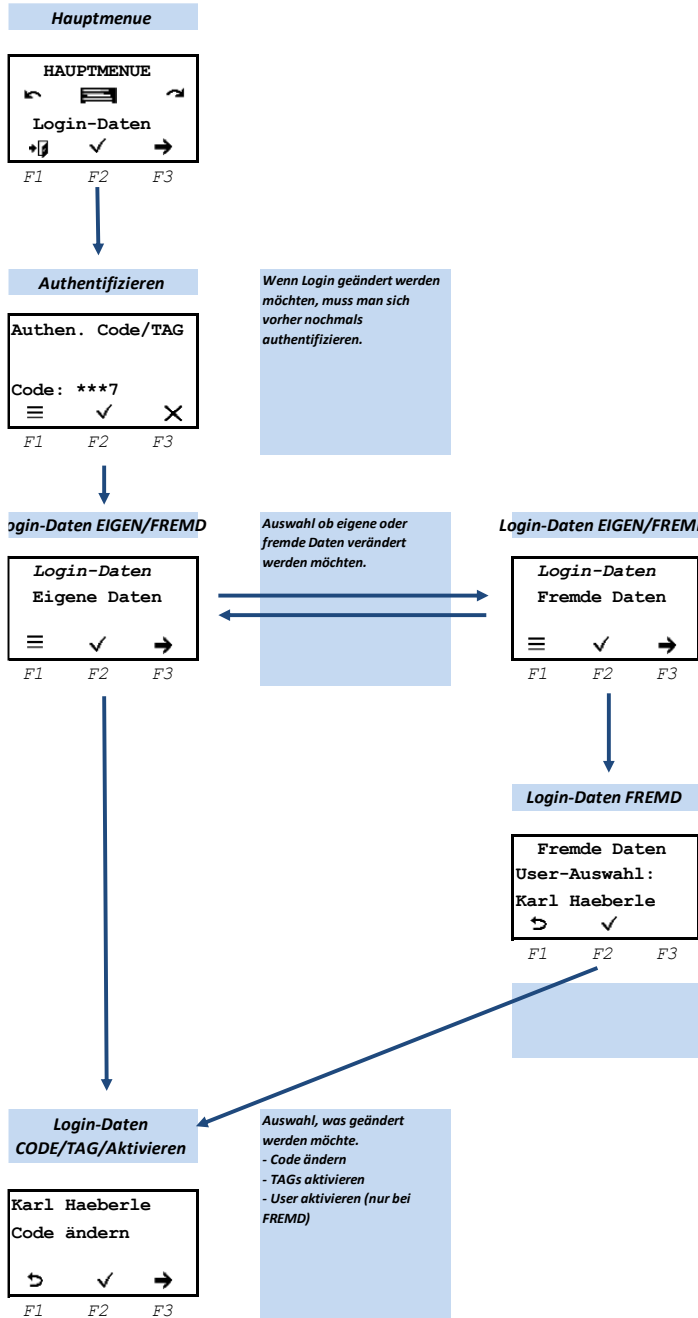 Hauptmenue
HAUPTMENUE
Login-Daten
F1 F2 F3
Authentifizieren
Authen. Code/TAG
Code: ***7
F1 F2 F3
Wenn Login geändert werden
möchten, muss man sich
vorher nochmals
authentifizieren.
ogin-Daten EIGEN/FREMD
Login-Daten
Eigene Daten
F1 F2 F3
Auswahl ob eigene oder
fremde Daten verändert
werden möchten.
Login-Daten EIGEN/FREM
Login-Daten
Fremde Daten
F1 F2 F3
Login-Daten FREMD
Fremde Daten
User-Auswahl:
Karl Haeberle
F1 F2 F3
Login-Daten
CODE/TAG/Aktivieren
Karl Haeberle
Code ändern
F1 F2 F3
Auswahl, was geändert
werden möchte.
- Code ändern
- TAGs aktivieren
- User aktivieren (nur bei
FREMD)